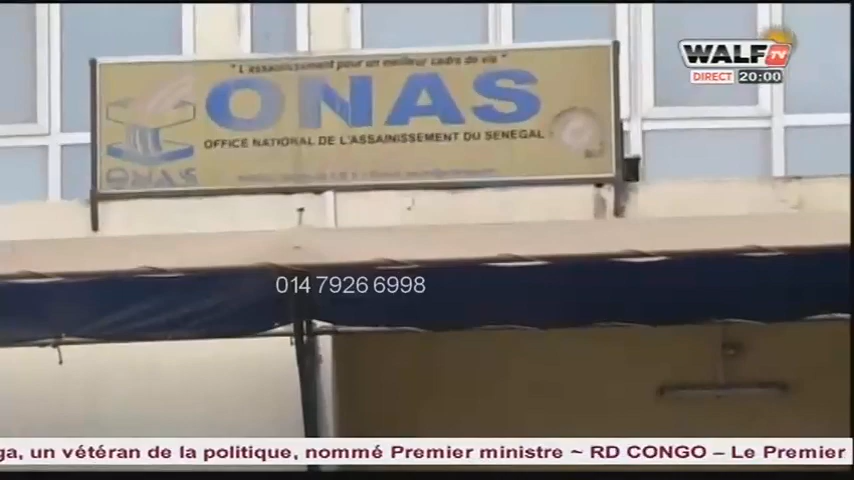 WALF TV
DIRECT 20:00
"L'assainissement pour un meilleur cadre de vie"
ONAS
OFFICE NATIONAL DE L'ASSAINISSEMENT DU SENEGAL
ONAS
014 7926 6998
ga, un vétéran de la politique, nommé Premier ministre ~ RD CONGO – Le Premier